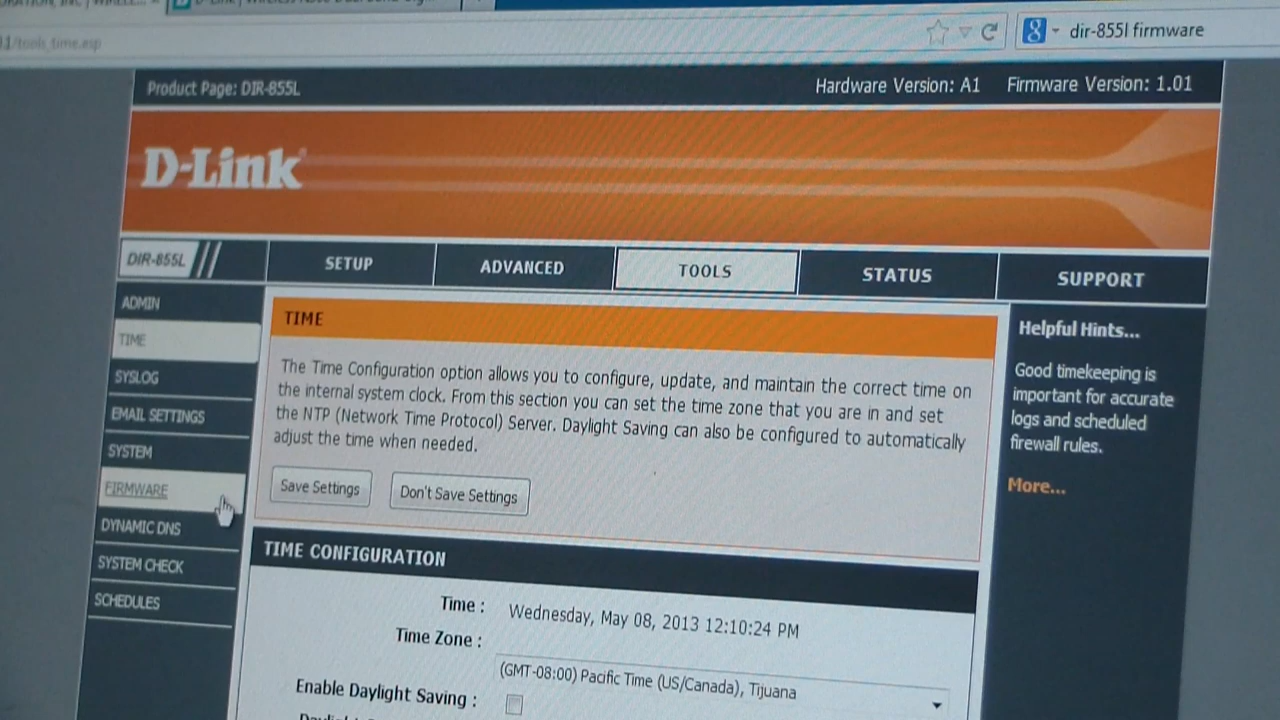 D-Link | Wireless
1/tools_time.asp
dir-855l firmware
Product Page: DIR-855L
Hardware Version: A1 Firmware Version: 1.01
D-Link
DIR-855L
SETUP
ADVANCED
TOOLS
STATUS
SUPPORT
ADMIN
TIME
SYSLOG
EMAIL SETTINGS
SYSTEM
FIRMWARE
DYNAMIC DNS
SYSTEM CHECK
SCHEDULES
TIME
The Time Configuration option allows you to configure, update, and maintain the correct time on
the internal system clock. From this section you can set the time zone that you are in and set
the NTP (Network Time Protocol) Server. Daylight Saving can also be configured to automatically
adjust the time when needed.
Save Settings
Don't Save Settings
TIME CONFIGURATION
Time : Wednesday, May 08, 2013 12:10:24 PM
Time Zone :
(GMT-08:00) Pacific Time (US/Canada), Tijuana
Enable Daylight Saving :
Helpful Hints...
Good timekeeping is
important for accurate
logs and scheduled
firewall rules.
More...